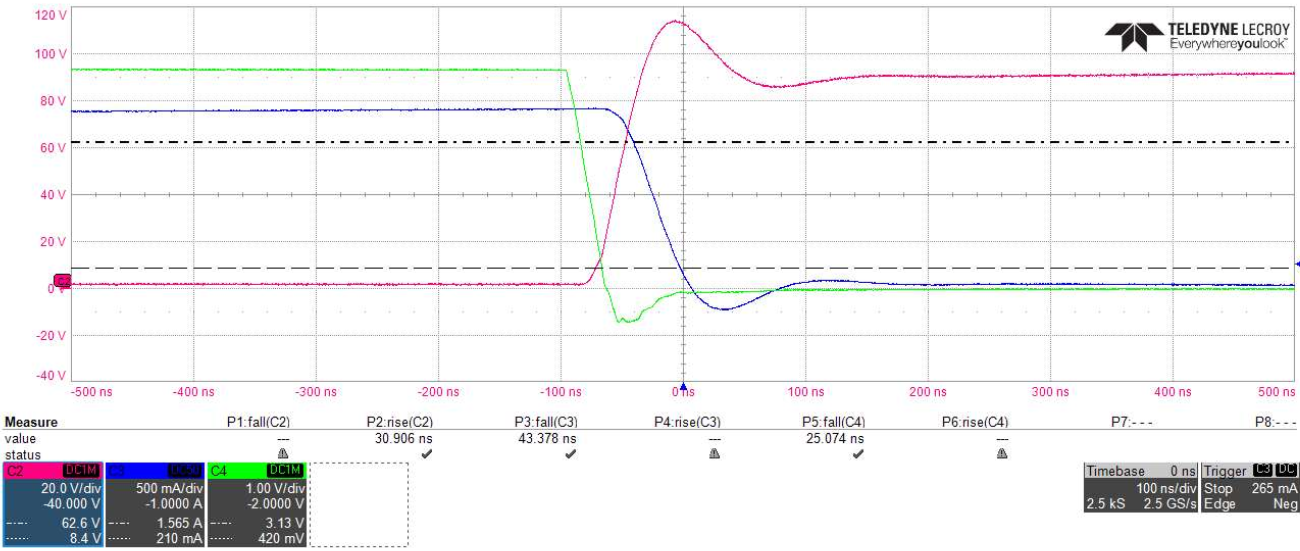 120 V
TELEDYNE LECROY
Everywhereyoulook™
100 V
80 V
60 V
40 V
20 V
C2
0 V
-20 V
-40 V
-500 ns -400 ns -300 ns -200 ns -100 ns 0 ns 100 ns 200 ns 300 ns 400 ns 500 ns
Measure P1:fall(C2) P2:rise(C2) P3:fall(C3) P4:rise(C3) P5:fall(C4) P6:rise(C4) P7:- - - P8:- - -
value --- 30.906 ns 43.378 ns --- 25.074 ns ---
status
C2 DC1M C3 DC50 C4 DC1M
20.0 V/div 500 mA/div 1.00 V/div
-40.000 V -1.0000 A -2.0000 V
62.6 V 1.565 A 3.13 V
8.4 V 210 mA 420 mV
Timebase 0 ns Trigger C3 DC
100 ns/div Stop 265 mA
2.5 kS 2.5 GS/s Edge Neg